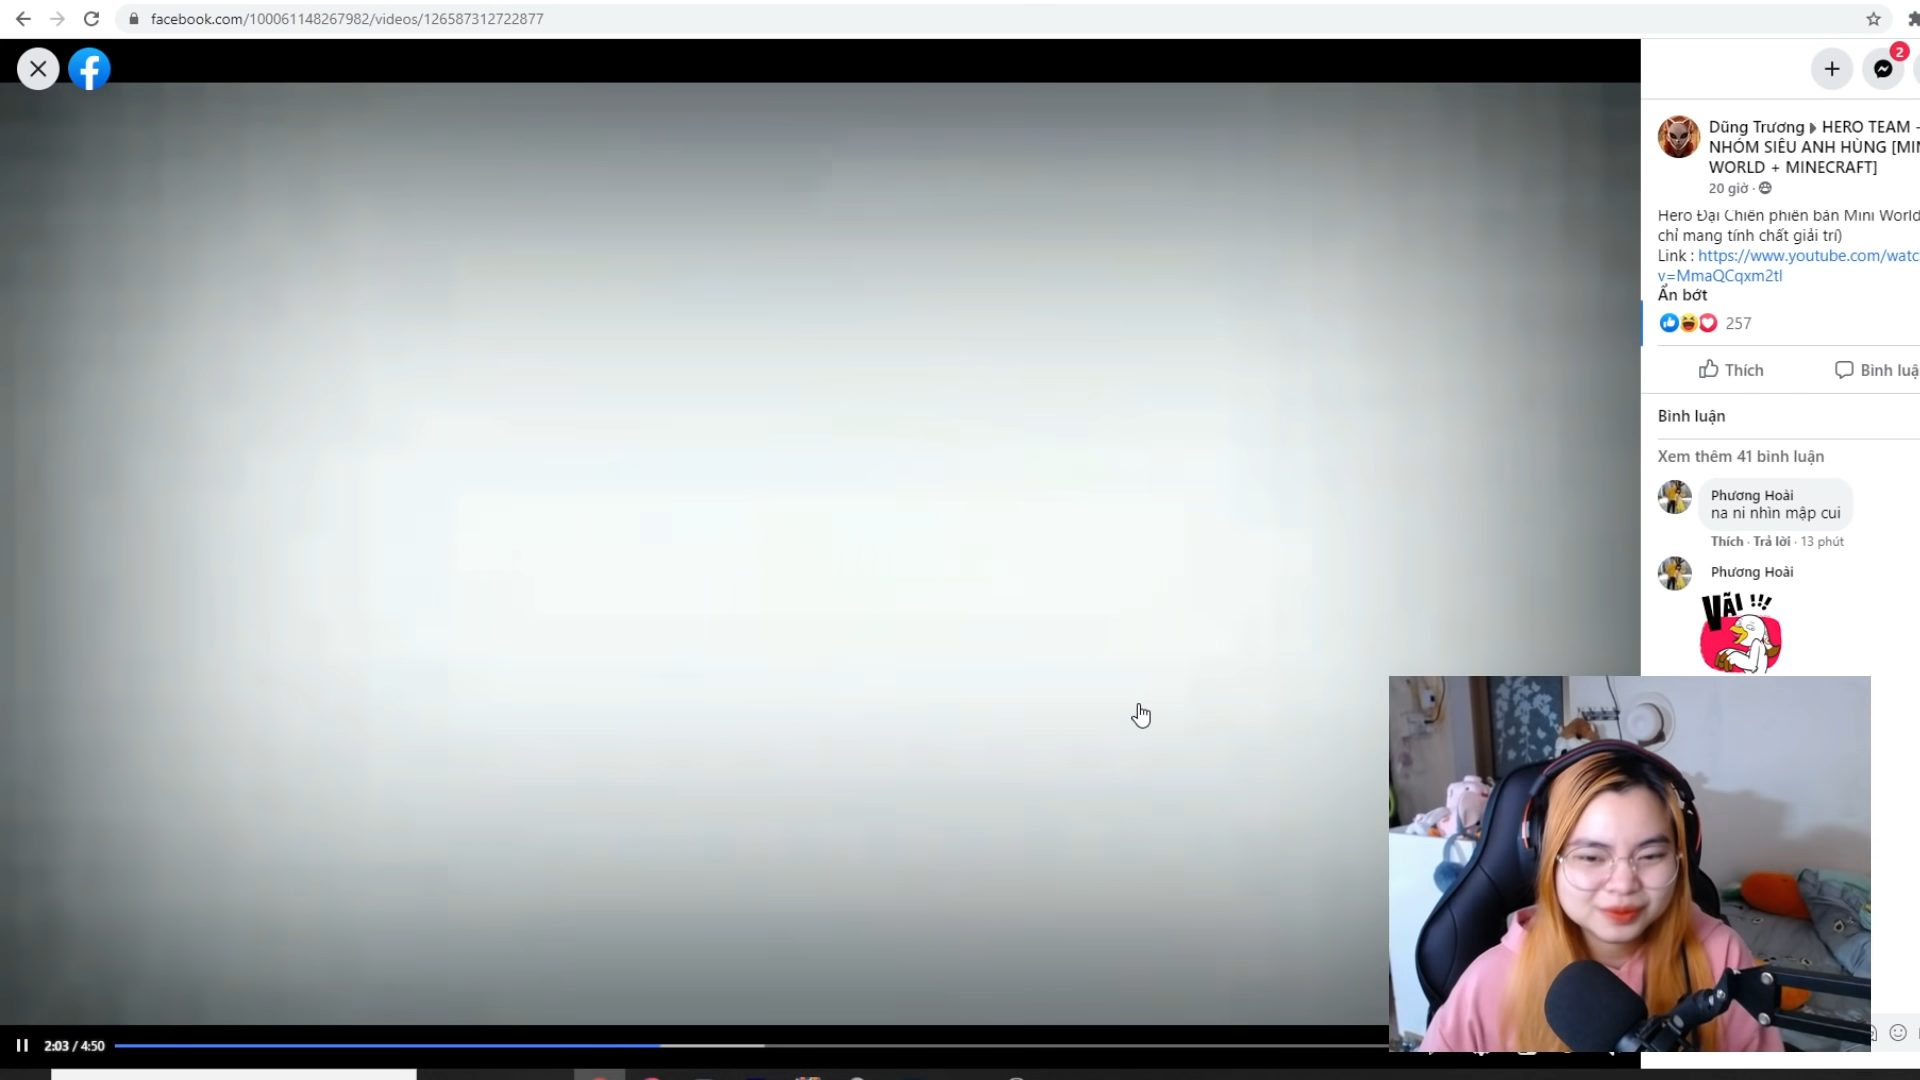 facebook.com/100061148267982/videos/126587312722877
2
Dũng Trương HERO TEAM -
NHÓM SIÊU ANH HÙNG [MIN
WORLD + MINECRAFT]
20 giờ ·
Hero Đại Chiến phiên bản Mini World
chỉ mang tính chất giải trí)
Link : https://www.youtube.com/watc
v=MmaQCqxm2tI
Ẩn bớt
257
Thích
Bình luậ
Bình luận
Xem thêm 41 bình luận
Phương Hoài
na ni nhìn mập cui
Thích · Trả lời · 13 phút
Phương Hoài
VÃI !!!
2:03 / 4:50